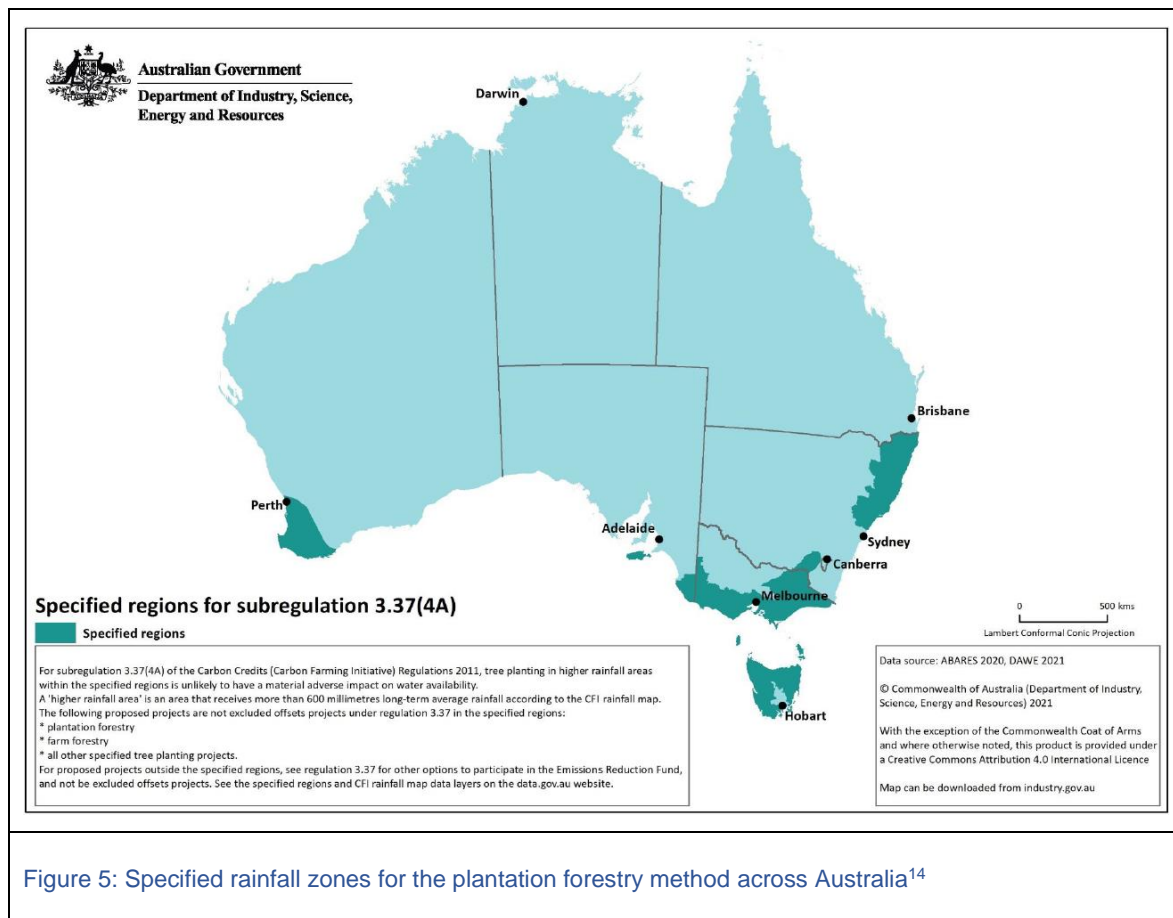 Australian Government
Department of Industry, Science,
Energy and Resources
Darwin
Brisbane
Perth
Adelaide
Sydney
Canberra
Melbourne
Hobart
Specified regions for subregulation 3.37(4A)
Specified regions
For subregulation 3.37(4A) of the Carbon Credits (Carbon Farming Initiative) Regulations 2011, tree planting in higher rainfall areas
within the specified regions is unlikely to have a material adverse impact on water availability.
A 'higher rainfall area' is an area that receives more than 600 millimetres long-term average rainfall according to the CFI rainfall map.
The following proposed projects are not excluded offsets projects under regulation 3.37 in the specified regions:
* plantation forestry
* farm forestry
* all other specified tree planting projects.
For proposed projects outside the specified regions, see regulation 3.37 for other options to participate in the Emissions Reduction Fund,
and not be excluded offsets projects. See the specified regions and CFI rainfall map data layers on the data.gov.au website.
0 500 kms
Lambert Conformal Conic Projection
Data source: ABARES 2020, DAWE 2021
© Commonwealth of Australia (Department of Industry,
Science, Energy and Resources) 2021
With the exception of the Commonwealth Coat of Arms
and where otherwise noted, this product is provided under
a Creative Commons Attribution 4.0 International Licence
Map can be downloaded from industry.gov.au
Figure 5: Specified rainfall zones for the plantation forestry method across Australia14